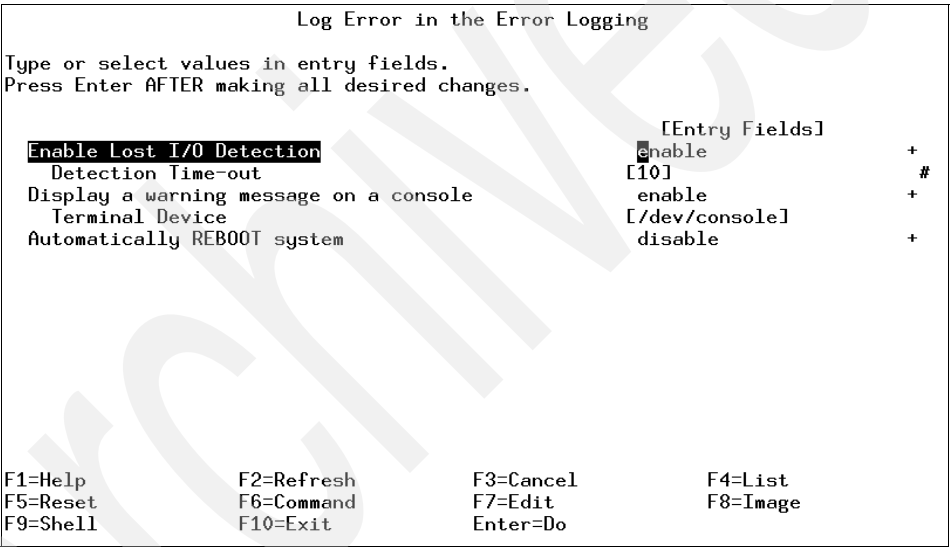 Log Error in the Error Logging
Type or select values in entry fields.
Press Enter AFTER making all desired changes.
[Entry Fields]
Enable Lost I/O Detection enable +
Detection Time-out [10] #
Display a warning message on a console enable +
Terminal Device [/dev/console]
Automatically REBOOT system disable +
F1=Help F2=Refresh F3=Cancel F4=List
F5=Reset F6=Command F7=Edit F8=Image
F9=Shell F10=Exit Enter=Do